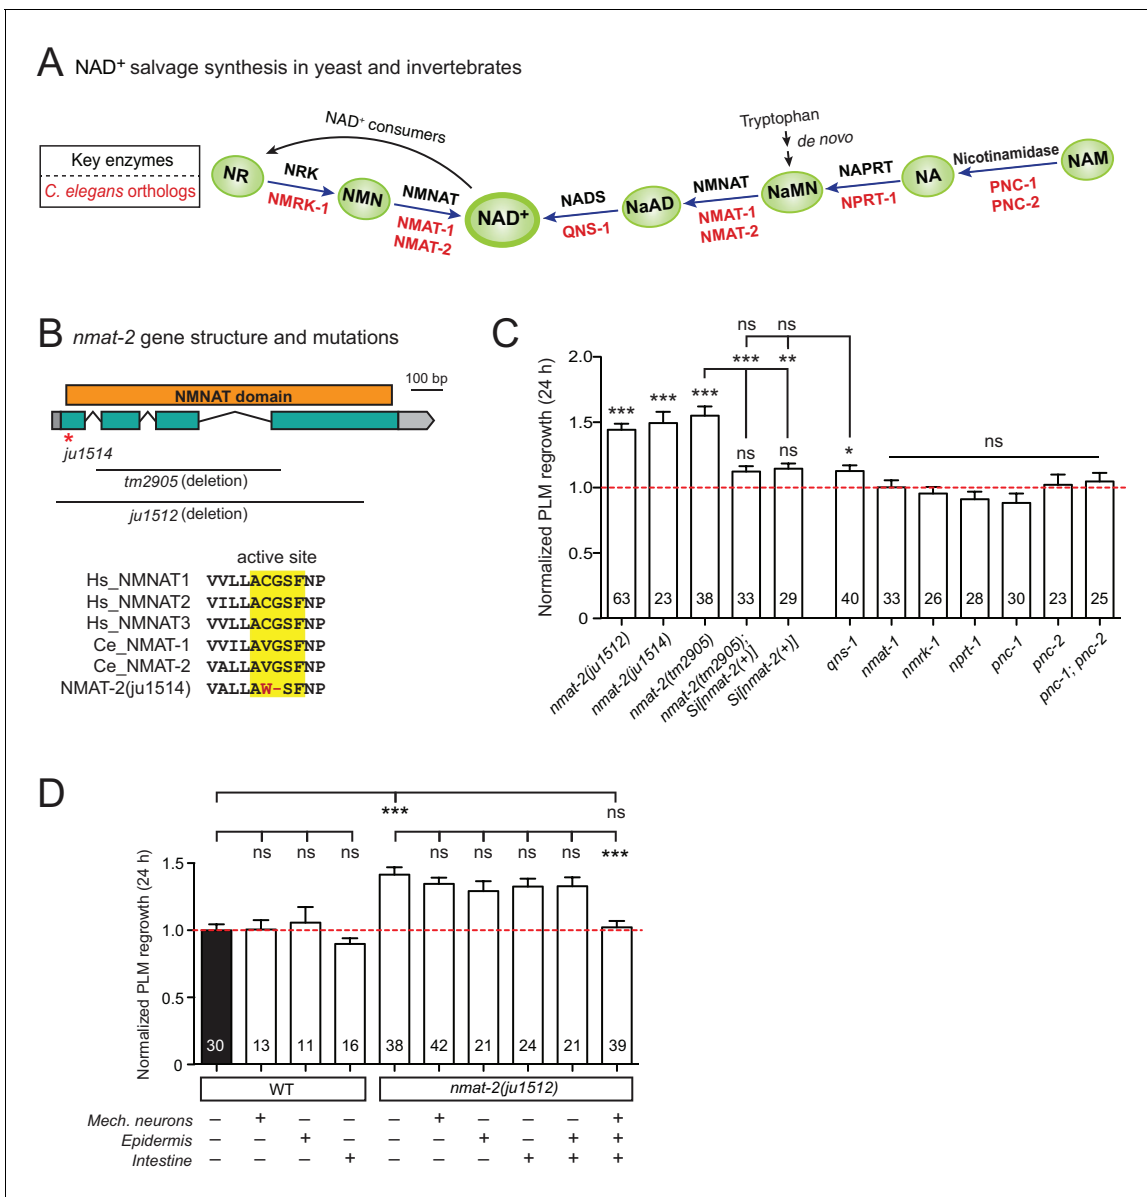 A NAD+ salvage synthesis in yeast and invertebrates
Key enzymes
C. elegans orthologs
NAD+ consumers
NR
NRK
NMRK-1
NMN
NMNAT
NMAT-1
NMAT-2
NAD+
NADS
QNS-1
NaAD
NMNAT
NMAT-1
NMAT-2
Tryptophan
de novo
NaMN
NAPRT
NPRT-1
NA
Nicotinamidase
PNC-1
PNC-2
NAM
B nmat-2 gene structure and mutations
100 bp
NMNAT domain
*
ju1514
tm2905 (deletion)
ju1512 (deletion)
active site
Hs_NMNAT1 VVLLACGSFNP
Hs_NMNAT2 VILLACGSFNP
Hs_NMNAT3 VVLLACGSFNP
Ce_NMAT-1 VVILAVGSFNP
Ce_NMAT-2 VALLAVGSFNP
NMAT-2(ju1514) VALLAW-SFNP
C
Normalized PLM regrowth (24 h)
2.0
1.5
1.0
0.5
0
ns ns
*** **
*** *** *** ns ns * ns
63 23 38 33 29 40 33 26 28 30 23 25
nmat-2(ju1512)
nmat-2(ju1514)
nmat-2(tm2905)
nmat-2(tm2905);
Si[nmat-2(+)]
Si[nmat-2(+)]
qns-1
nmat-1
nmrk-1
nprt-1
pnc-1
pnc-2
pnc-1; pnc-2
D
Normalized PLM regrowth (24 h)
1.5
1.0
0.5
0
*** ns
ns ns ns ns ns ns ns ***
30 13 11 16 38 42 21 24 21 39
WT nmat-2(ju1512)
Mech. neurons – + – – – + – – – +
Epidermis – – + – – – + – + +
Intestine – – – + – – – + + +